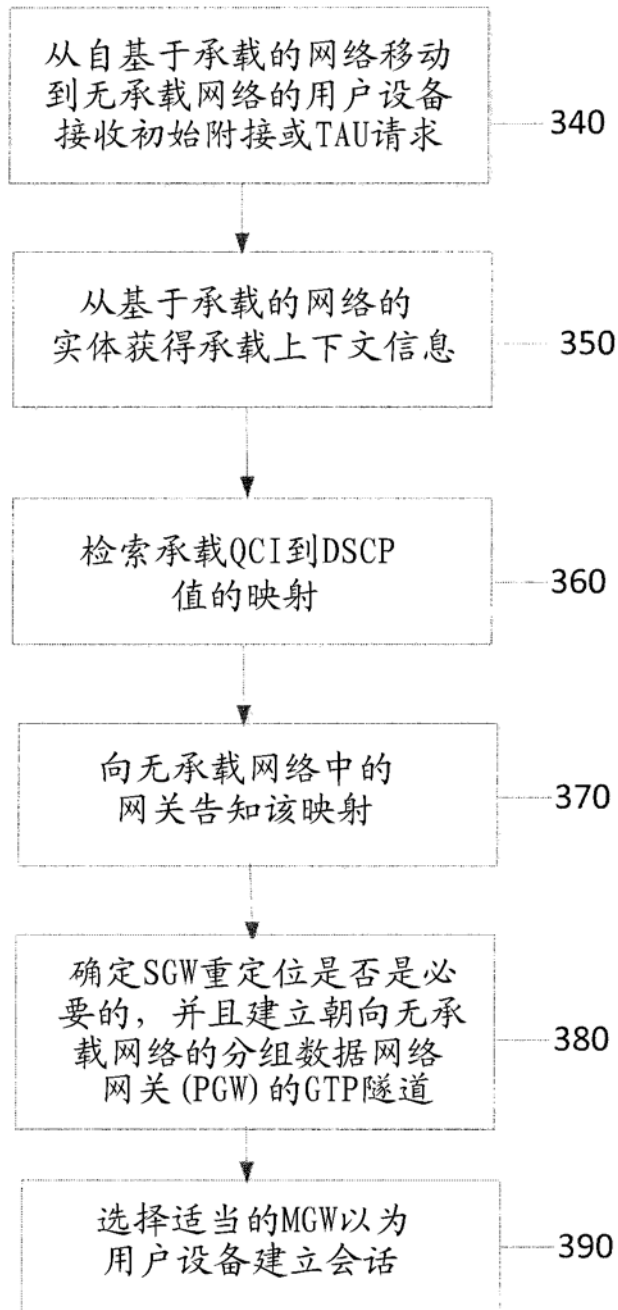 从自基于承载的网络移动
到无承载网络的用户设备
接收初始附接或TAU请求
340
从基于承载的网络的
实体获得承载上下文信息
350
检索承载QCI到DSCP
值的映射
360
向无承载网络中的
网关告知该映射
370
确定SGW重定位是否是必
要的，并且建立朝向无承
载网络的分组数据网络
网关(PGW)的GTP隧道
380
选择适当的MGW以为
用户设备建立会话
390